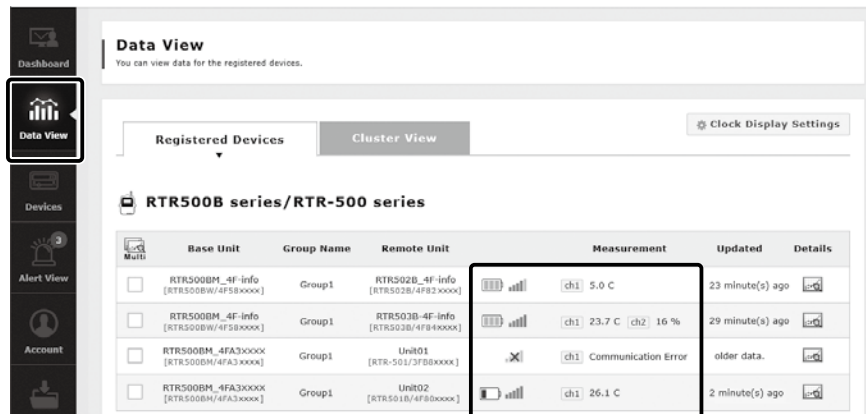 Data View
You can view data for the registered devices.
Dashboard
Data View
Devices
3
Alert View
Account
Registered Devices
Cluster View
Clock Display Settings
RTR500B series/RTR-500 series
Multi Base Unit Group Name Remote Unit Measurement Updated Details
RTR500BM_4F-info Group1 RTR502B_4F-info ch1 5.0 C 23 minute(s) ago
[RTR500BW/4F58xxxx] [RTR502B/4F82xxxx]
RTR500BM_4F-info Group1 RTR503B-4F-info ch1 23.7 C ch2 16 % 29 minute(s) ago
[RTR500BW/4F58xxxx] [RTR503B/4F84xxxx]
RTR500BM_4FA3xxxx Group1 Unit01 ch1 Communication Error older data.
[RTR500BM/4FA3xxxx] [RTR-501/3FB8xxxx]
RTR500BM_4FA3xxxx Group1 Unit02 ch1 26.1 C 2 minute(s) ago
[RTR500BM/4FA3xxxx] [RTR501B/4F80xxxx]